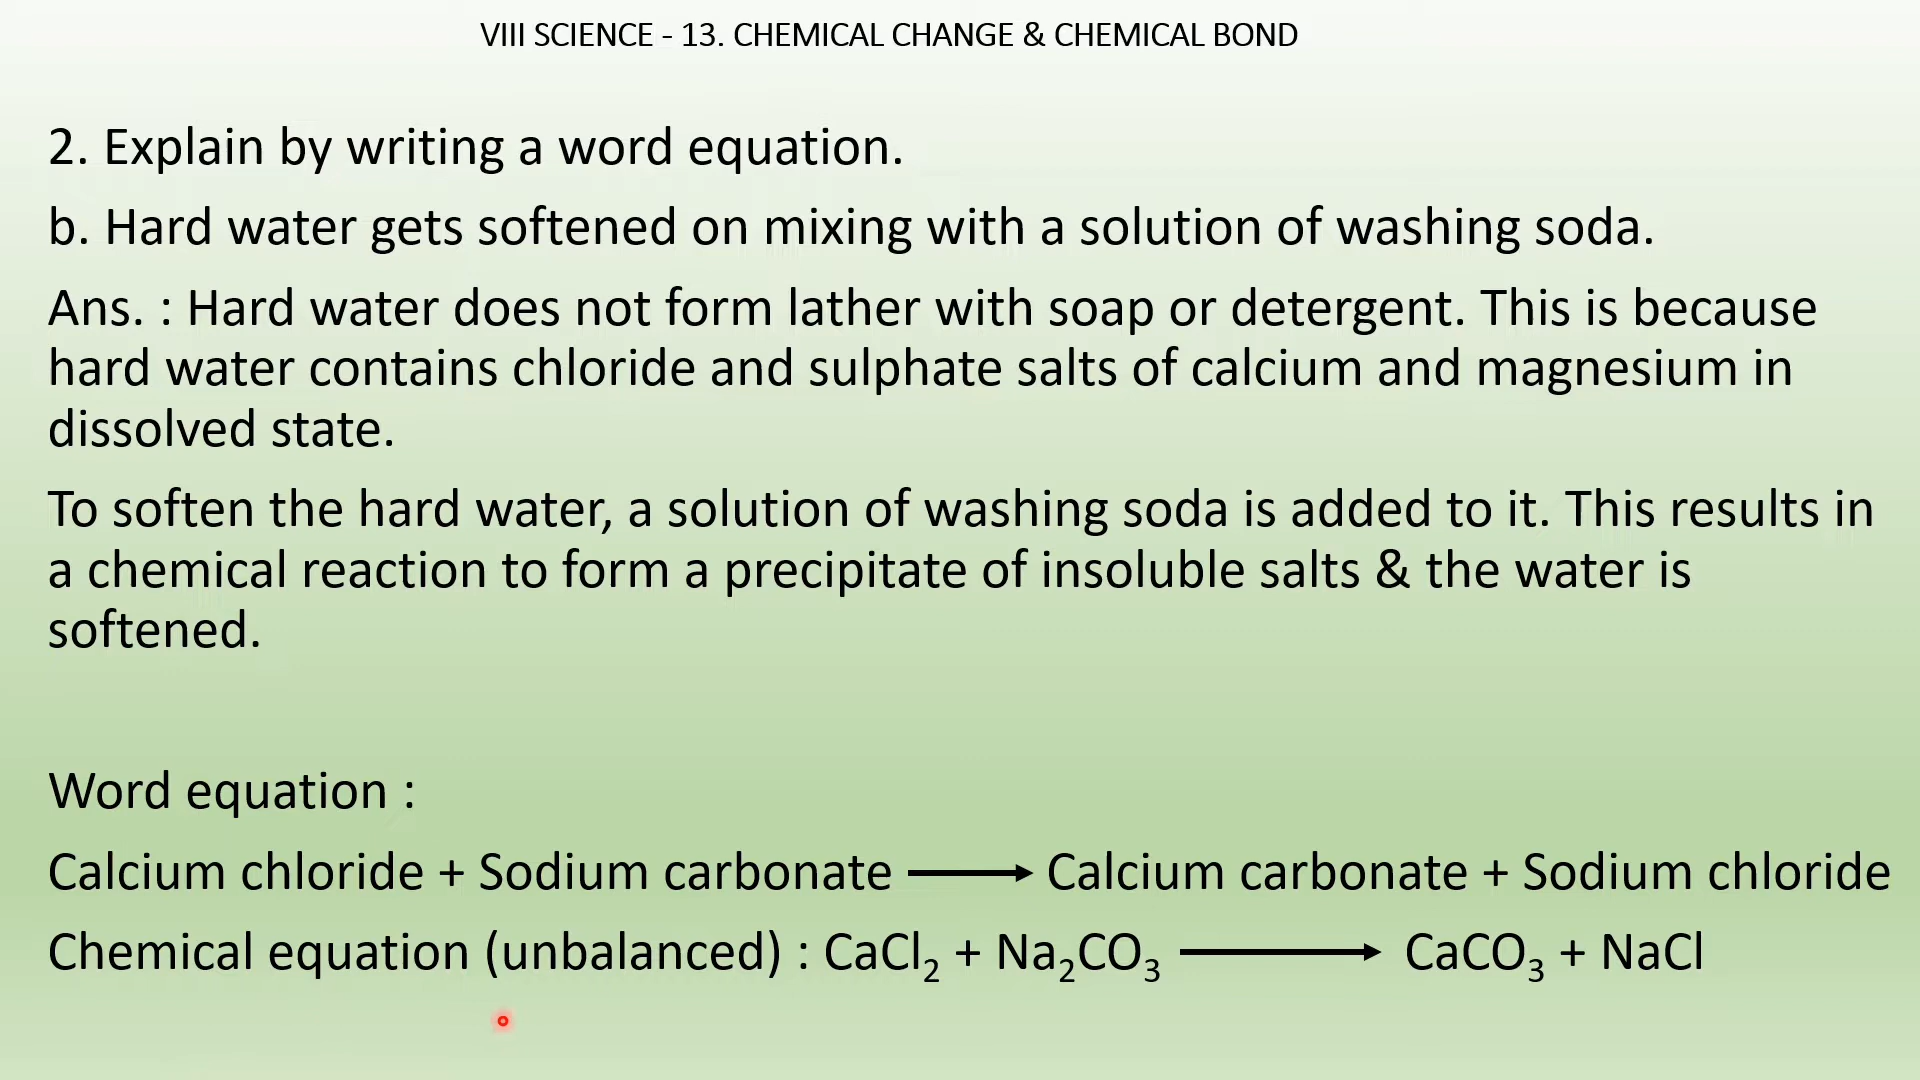 VIII SCIENCE - 13. CHEMICAL CHANGE & CHEMICAL BOND
2. Explain by writing a word equation.
b. Hard water gets softened on mixing with a solution of washing soda.
Ans. : Hard water does not form lather with soap or detergent. This is because
hard water contains chloride and sulphate salts of calcium and magnesium in
dissolved state.
To soften the hard water, a solution of washing soda is added to it. This results in
a chemical reaction to form a precipitate of insoluble salts & the water is
softened.
Word equation :
Calcium chloride + Sodium carbonate ⟶ Calcium carbonate + Sodium chloride
Chemical equation (unbalanced) : CaCl₂ + Na₂CO₃ ⟶ CaCO₃ + NaCl